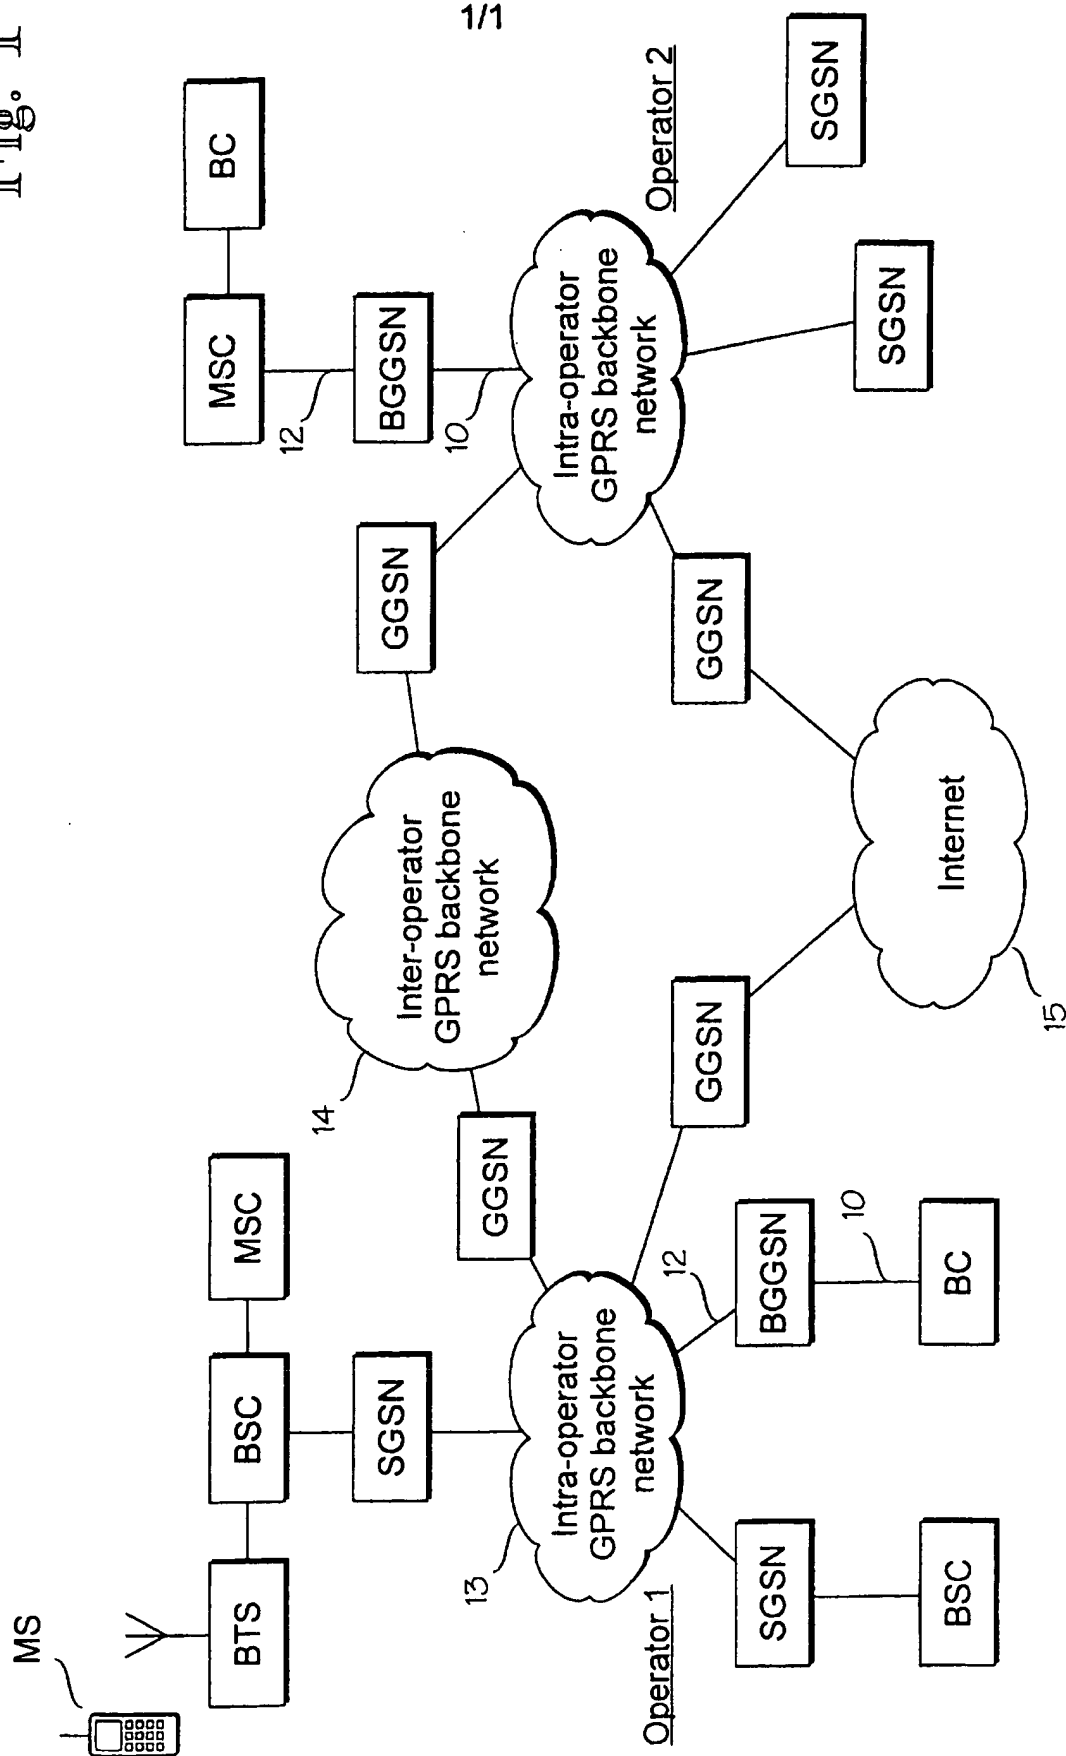 1/1
Fig. 1
MS
BTS
BSC
MSC
SGSN
13
Intra-operator
GPRS backbone
network
Operator 1
SGSN
BSC
12
BGGSN
10
BC
GGSN
GGSN
14
Inter-operator
GPRS backbone
network
Internet
15
GGSN
GGSN
MSC
BC
12
BGGSN
10
Intra-operator
GPRS backbone
network
Operator 2
SGSN
SGSN